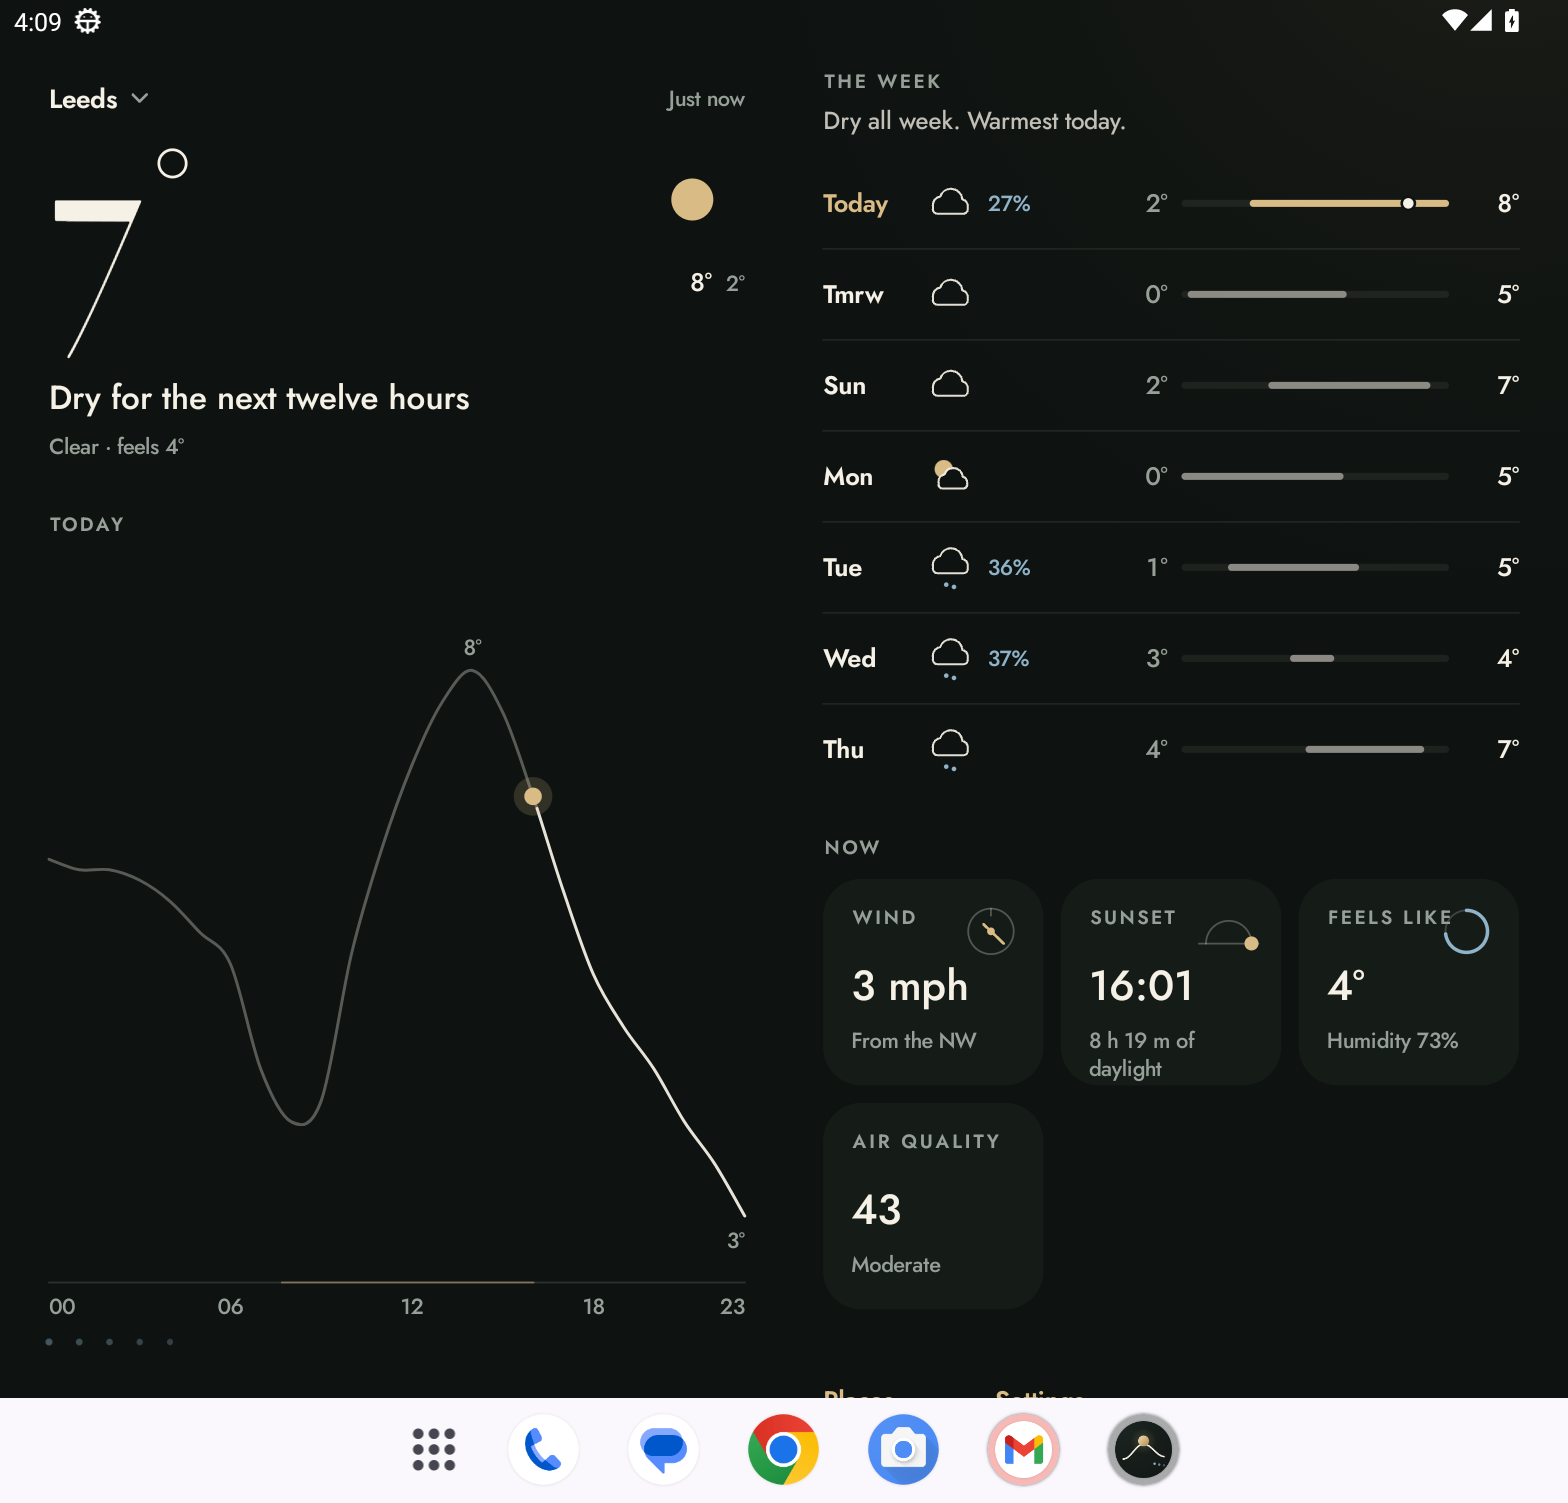 4:09
Leeds
Just now
7°
8° 2°
Dry for the next twelve hours
Clear · feels 4°
TODAY
8°
3°
00 06 12 18 23
THE WEEK
Dry all week. Warmest today.
Today 27% 2° 8°
Tmrw 0° 5°
Sun 2° 7°
Mon 0° 5°
Tue 36% 1° 5°
Wed 37% 3° 4°
Thu 4° 7°
NOW
WIND
3 mph
From the NW
SUNSET
16:01
8 h 19 m of
daylight
FEELS LIKE
4°
Humidity 73%
AIR QUALITY
43
Moderate
Places Settings